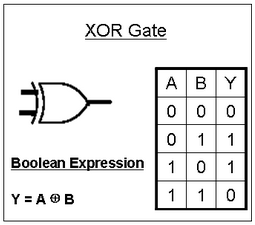 XOR Gate
A B Y
0 0 0
0 1 1
1 0 1
1 1 0
Boolean Expression
Y = A ⊕ B